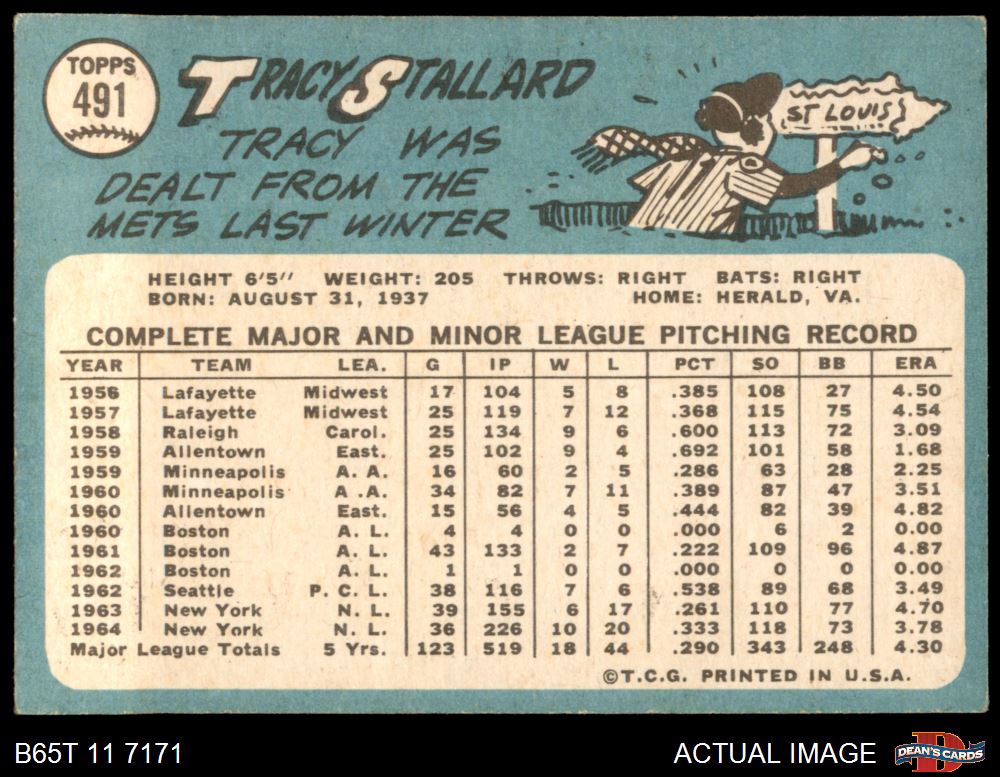 TOPPS
491
TRACY STALLARD
TRACY WAS
DEALT FROM THE
METS LAST WINTER
ST LOUIS
HEIGHT 6'5" WEIGHT: 205 THROWS: RIGHT BATS: RIGHT
BORN: AUGUST 31, 1937 HOME: HERALD, VA.
COMPLETE MAJOR AND MINOR LEAGUE PITCHING RECORD
YEAR TEAM LEA. G IP W L PCT SO BB ERA
1956 Lafayette Midwest 17 104 5 8 .385 108 27 4.50
1957 Lafayette Midwest 25 119 7 12 .368 115 75 4.54
1958 Raleigh Carol. 25 134 9 6 .600 113 72 3.09
1959 Allentown East. 25 102 9 4 .692 101 58 1.68
1959 Minneapolis A. A. 16 60 2 5 .286 63 28 2.25
1960 Minneapolis A .A. 34 82 7 11 .389 87 47 3.51
1960 Allentown East. 15 56 4 5 .444 82 39 4.82
1960 Boston A. L. 4 4 0 0 .000 6 2 0.00
1961 Boston A. L. 43 133 2 7 .222 109 96 4.87
1962 Boston A. L. 1 1 0 0 .000 0 0 0.00
1962 Seattle P. C. L. 38 116 7 6 .538 89 68 3.49
1963 New York N. L. 39 155 6 17 .261 110 77 4.70
1964 New York N. L. 36 226 10 20 .333 118 73 3.78
Major League Totals 5 Yrs. 123 519 18 44 .290 343 248 4.30
©T.C.G. PRINTED IN U.S.A.
B65T 11 7171 ACTUAL IMAGE
D
DEAN'S CARDS